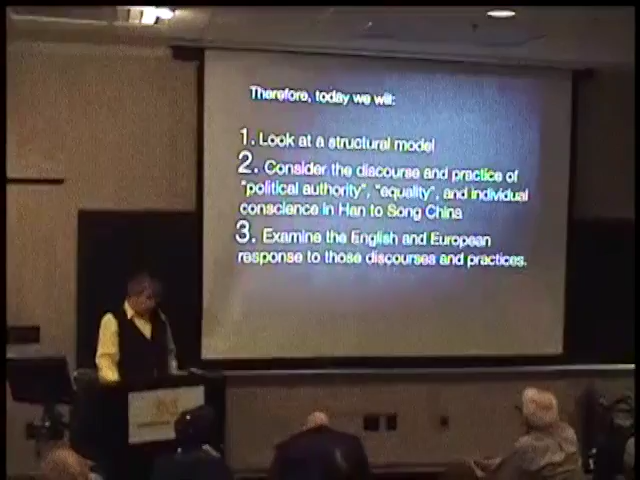 Therefore, today we will:
1. Look at a structural model
2. Consider the discourse and practice of
"political authority", "equality", and individual
conscience in Han to Song China
3. Examine the English and European
response to those discourses and practices.